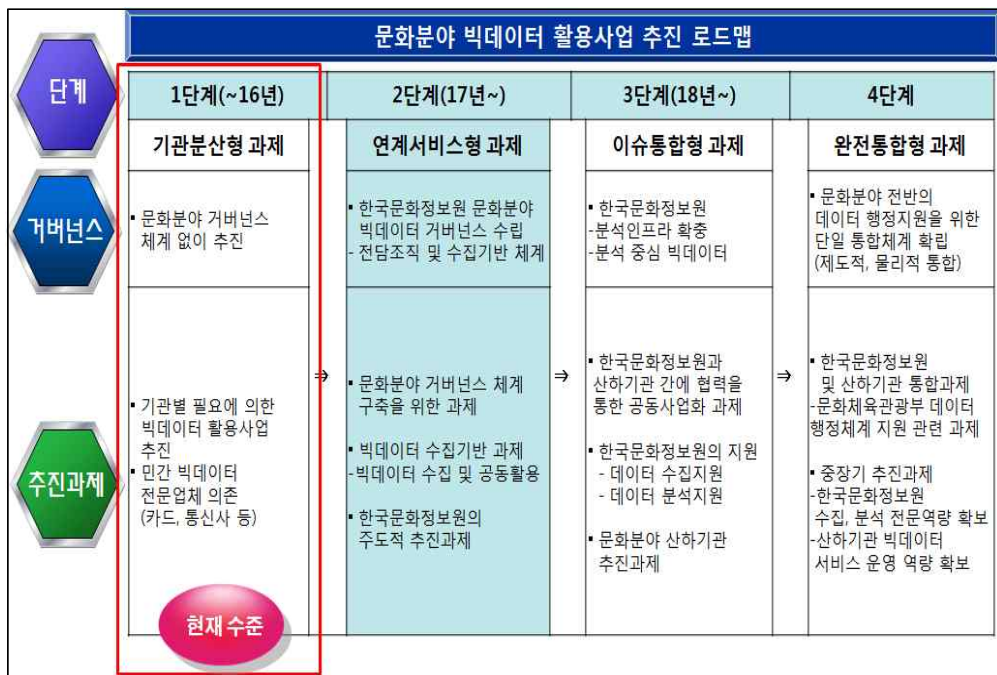 문화분야 빅데이터 활용사업 추진 로드맵
단계
1단계(~16년)
2단계(17년~)
3단계(18년~)
4단계
기관분산형 과제
연계서비스형 과제
이슈통합형 과제
완전통합형 과제
거버넌스
▪ 문화분야 거버넌스
체계 없이 추진
▪ 한국문화정보원 문화분야
빅데이터 거버넌스 수립
- 전담조직 및 수집기반 체계
▪ 한국문화정보원
-분석인프라 확충
-분석 중심 빅데이터
▪ 문화분야 전반의
데이터 행정지원을 위한
단일 통합체계 확립
(제도적, 물리적 통합)
추진과제
▪ 기관별 필요에 의한
빅데이터 활용사업
추진
▪ 민간 빅데이터
전문업체 의존
(카드, 통신사 등)
⇒
▪ 문화분야 거버넌스 체계
구축을 위한 과제
▪ 빅데이터 수집기반 과제
-빅데이터 수집 및 공동활용
▪ 한국문화정보원의
주도적 추진과제
⇒
▪ 한국문화정보원과
산하기관 간에 협력을
통한 공동사업화 과제
▪ 한국문화정보원의 지원
- 데이터 수집지원
- 데이터 분석지원
▪ 문화분야 산하기관
추진과제
⇒
▪ 한국문화정보원
및 산하기관 통합과제
-문화체육관광부 데이터
행정체계 지원 관련 과제
▪ 중장기 추진과제
-한국문화정보원
수집, 분석 전문역량 확보
-산하기관 빅데이터
서비스 운영 역량 확보
현재 수준